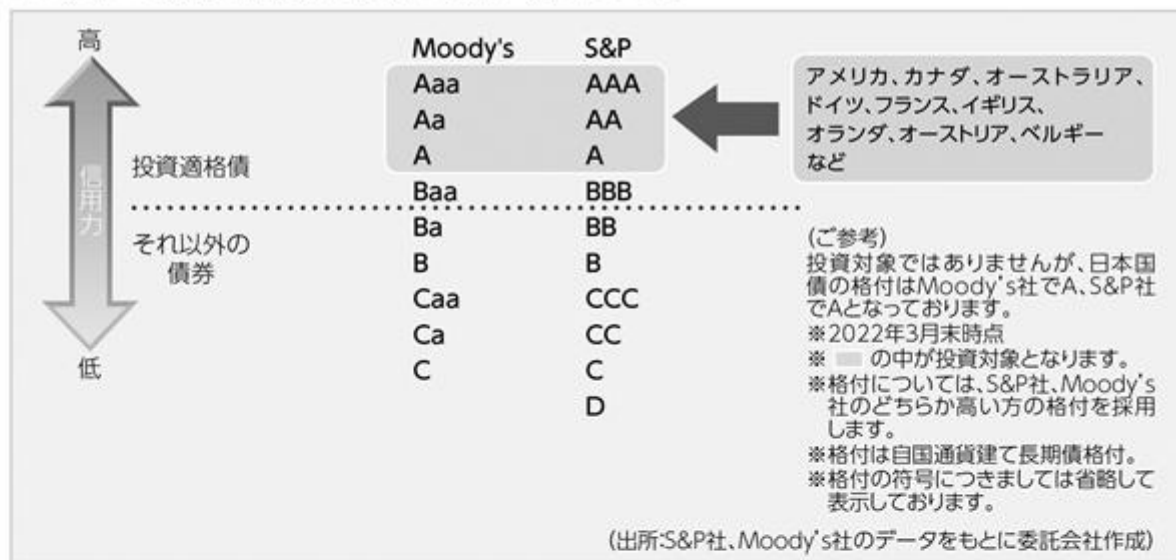 高
信用力
低
投資適格債
それ以外の
債券
Moody's S&P
Aaa AAA
Aa AA
A A
Baa BBB
Ba BB
B B
Caa CCC
Ca CC
C C
D
アメリカ、カナダ、オーストラリア、
ドイツ、フランス、イギリス、
オランダ、オーストリア、ベルギー
など
(ご参考)
投資対象ではありませんが、日本国
債の格付はMoody's社でA、S&P社
でAとなっております。
※2022年3月末時点
※ の中が投資対象となります。
※格付については、S&P社、Moody's
社のどちらか高い方の格付を採用
します。
※格付は自国通貨建て長期債格付。
※格付の符号につきましては省略して
表示しております。
(出所:S&P社、Moody's社のデータをもとに委託会社作成)